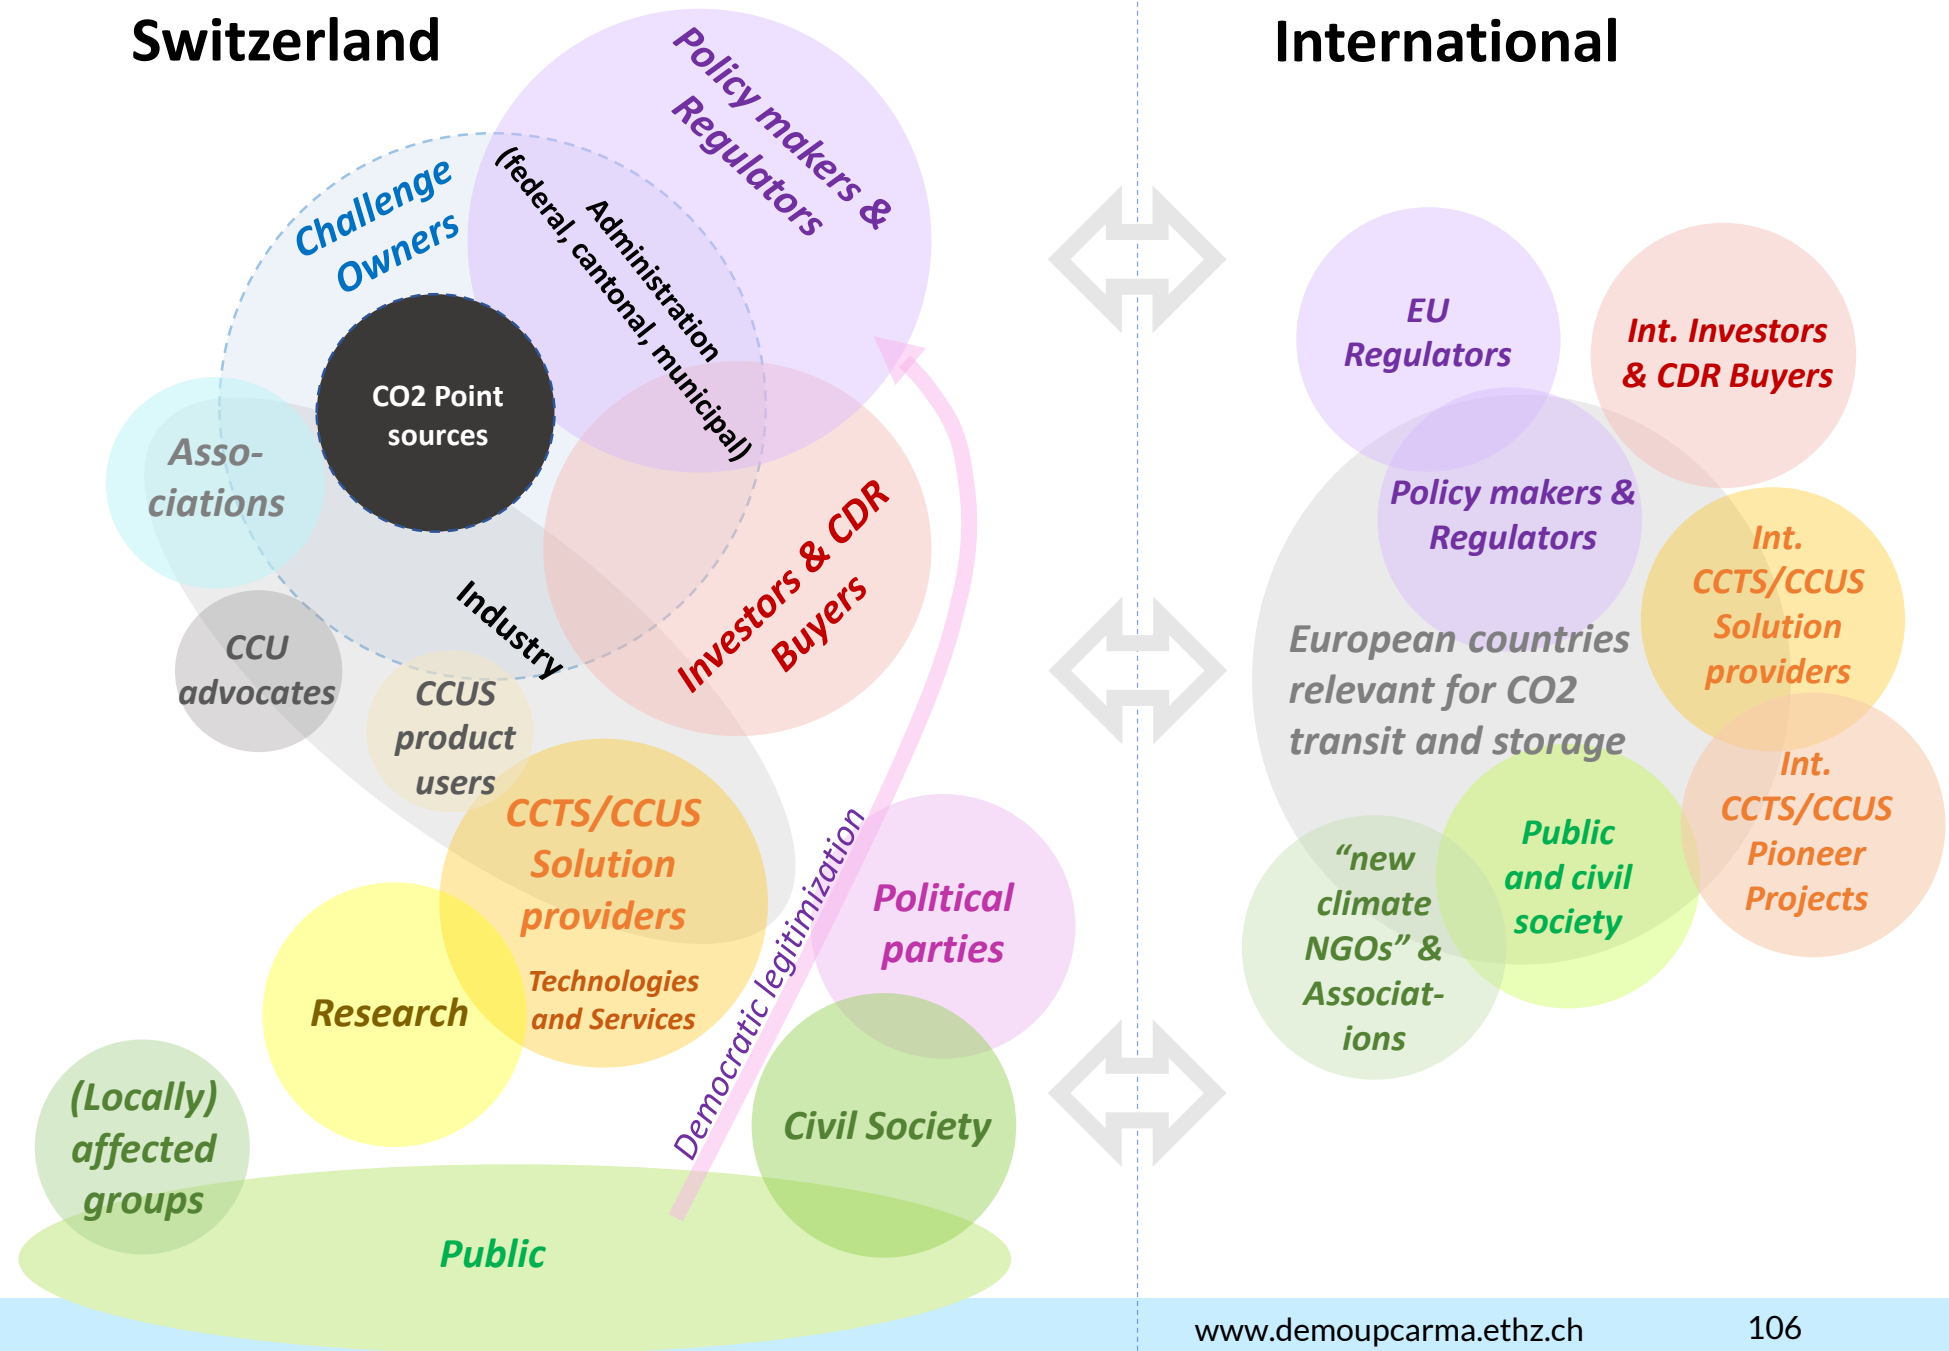 Switzerland
International
Policy makers &
Regulators
Administration
(federal, cantonal, municipal)
Challenge
Owners
CO2 Point
sources
Asso-
ciations
Industry
Investors & CDR
Buyers
CCU
advocates
CCUS
product
users
CCTS/CCUS
Solution
providers
Technologies
and Services
Research
Democratic legitimization
Political
parties
Civil Society
(Locally)
affected
groups
Public
EU
Regulators
Int. Investors
& CDR Buyers
Policy makers &
Regulators
Int.
CCTS/CCUS
Solution
providers
European countries
relevant for CO2
transit and storage
Int.
CCTS/CCUS
Pioneer
Projects
Public
and civil
society
“new
climate
NGOs” &
Associat-
ions
www.demoupcarma.ethz.ch
106